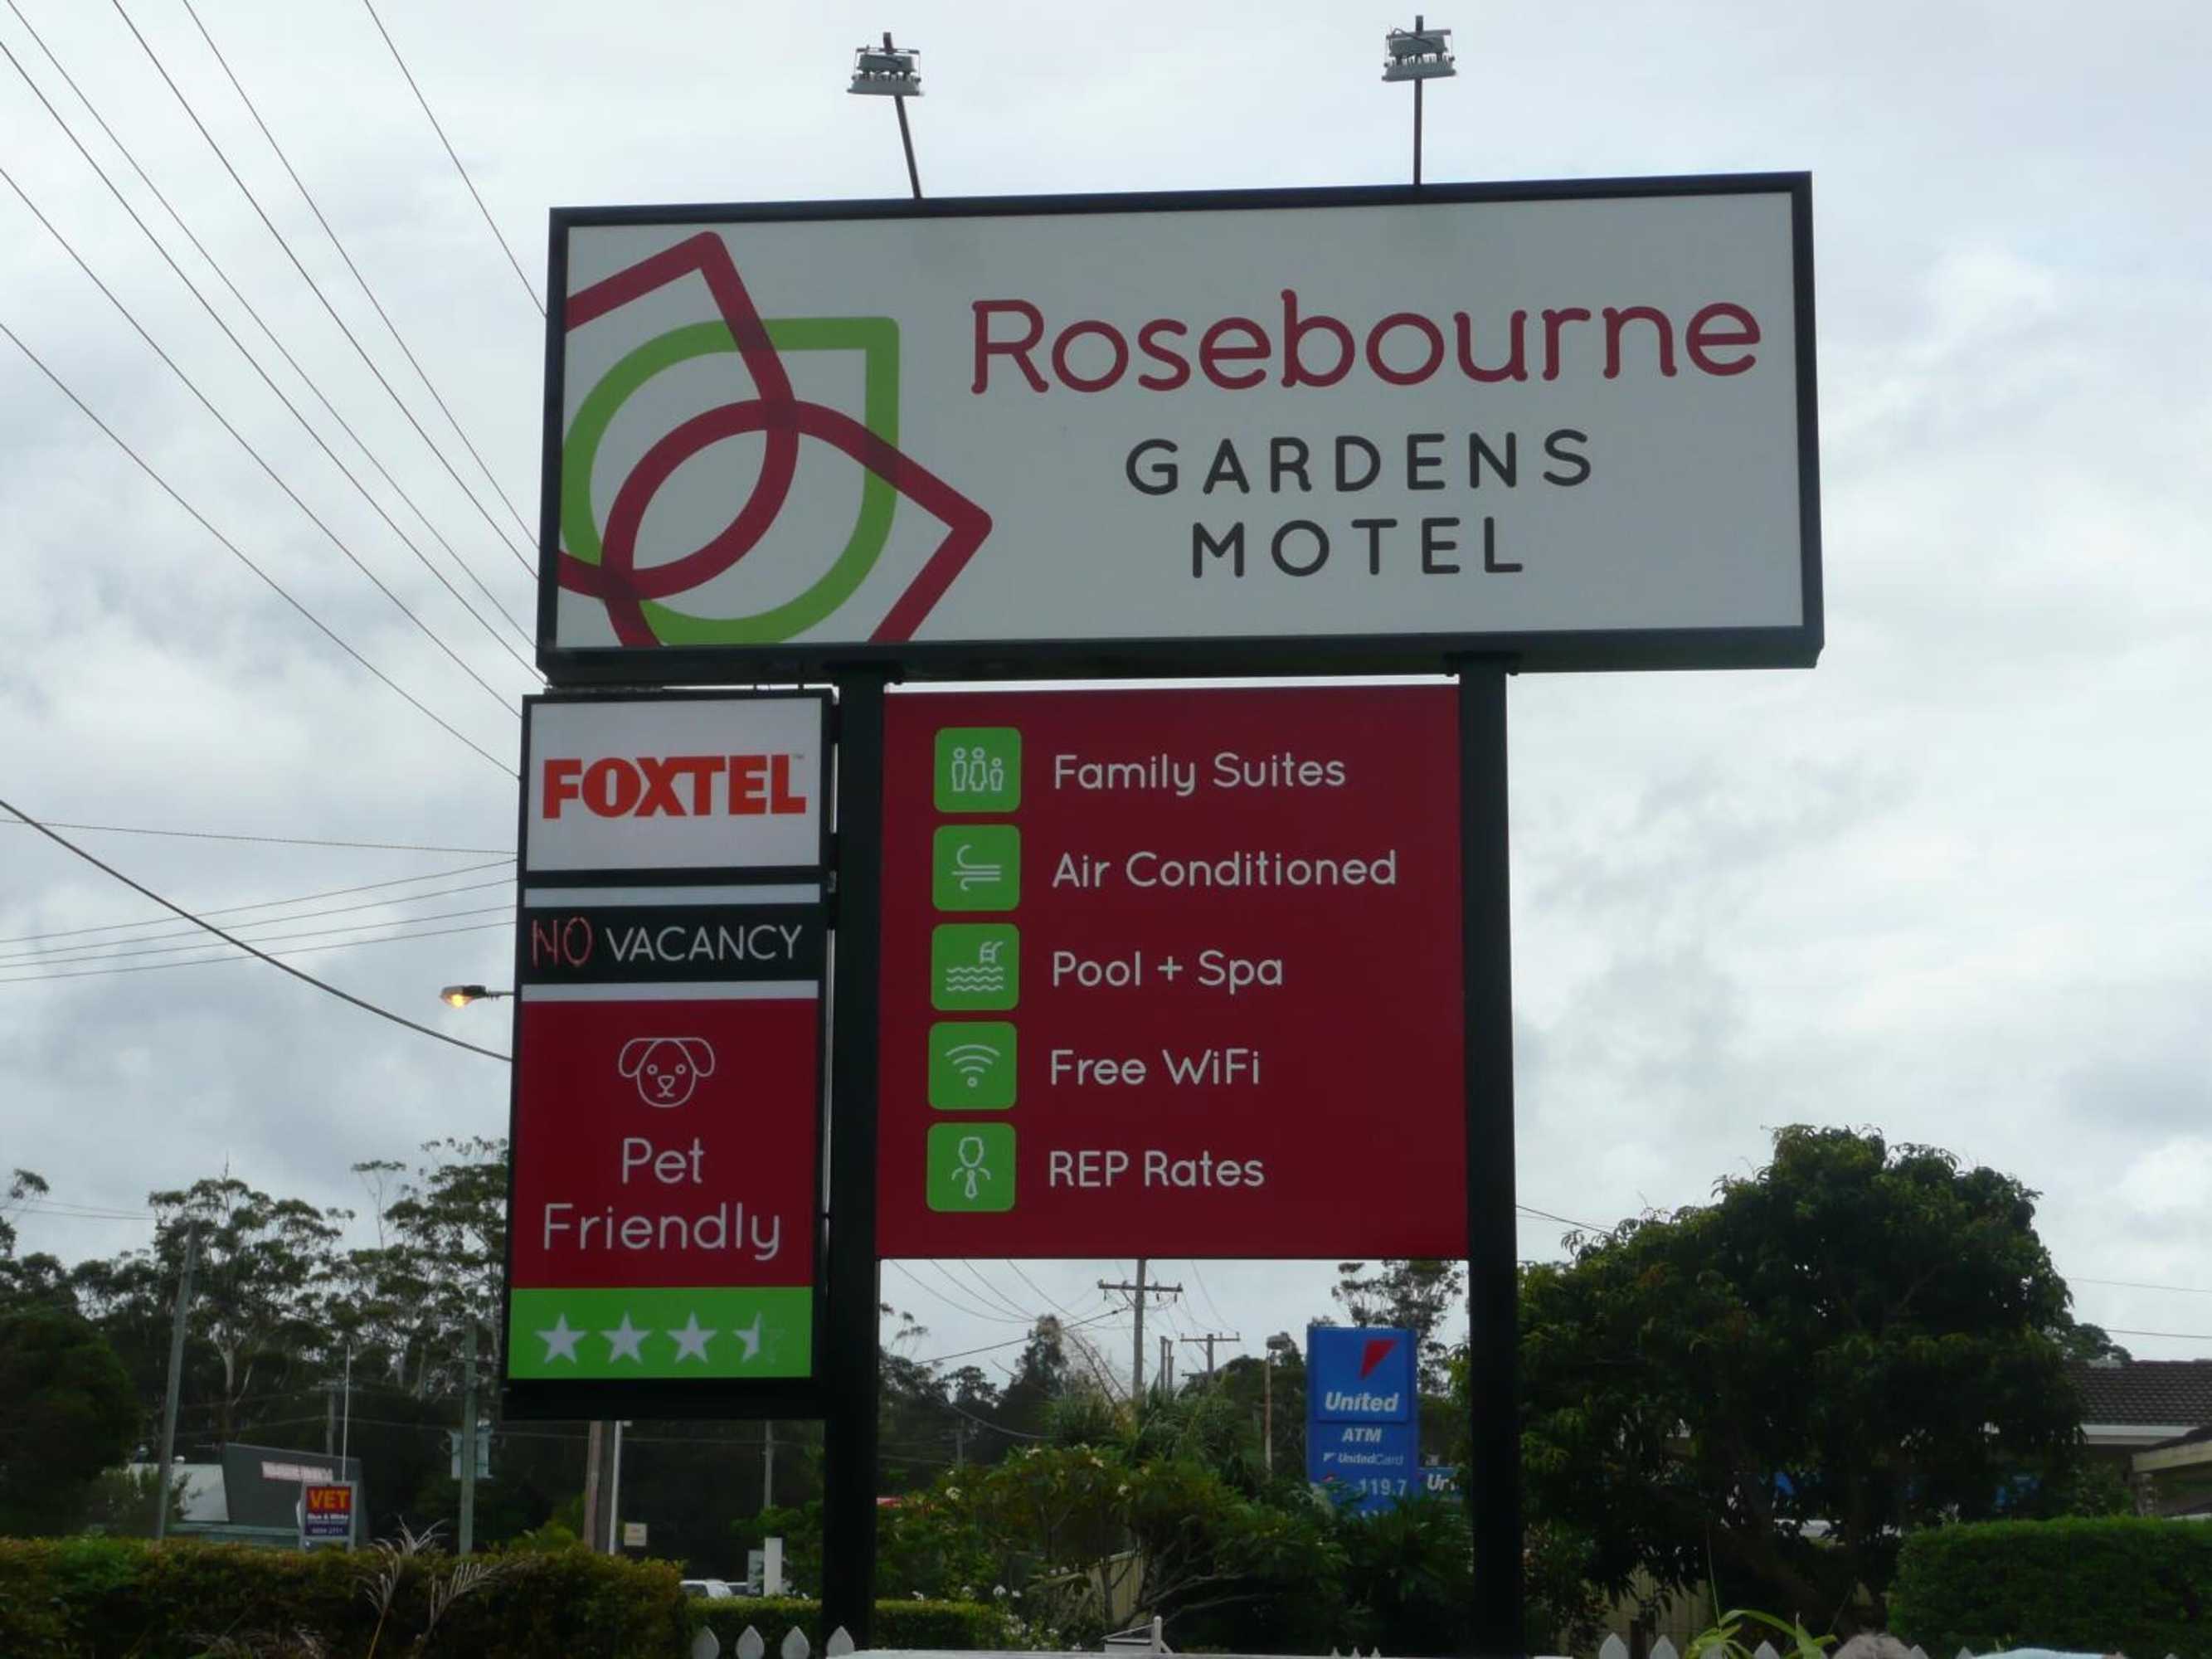 Rosebourne
GARDENS
MOTEL
FOXTEL
NO VACANCY
Pet
Friendly
Family Suites
Air Conditioned
Pool + Spa
Free WiFi
REP Rates
United
ATM
UnitedCard
119.7
VET